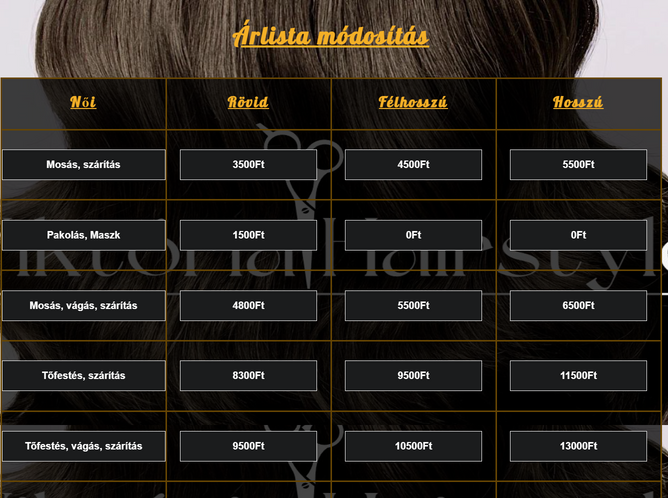 Árlista módosítás
Női Rövid Félhosszú Hosszú
Mosás, szárítás 3500Ft 4500Ft 5500Ft
Pakolás, Maszk 1500Ft 0Ft 0Ft
Mosás, vágás, szárítás 4800Ft 5500Ft 6500Ft
Tőfestés, szárítás 8300Ft 9500Ft 11500Ft
Tőfestés, vágás, szárítás 9500Ft 10500Ft 13000Ft